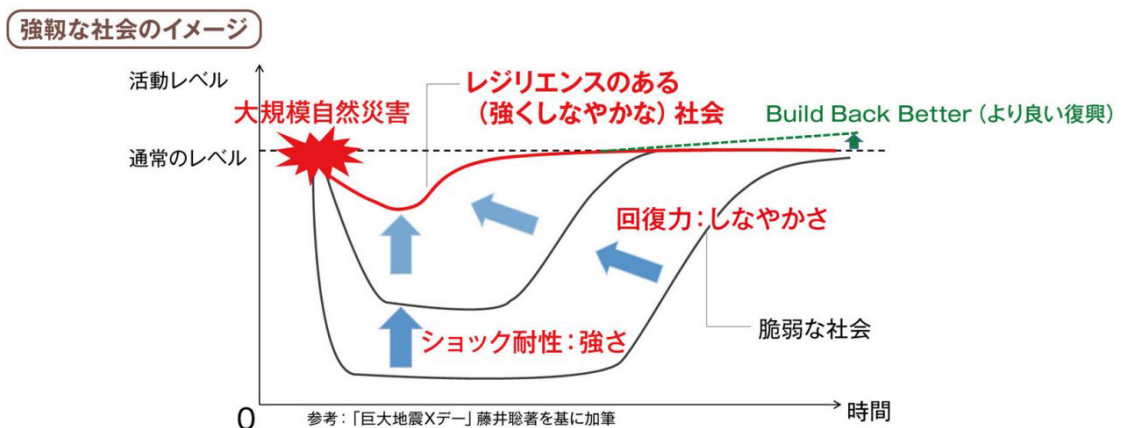 強靱な社会のイメージ
活動レベル
大規模自然災害
レジリエンスのある
(強くしなやかな)社会
Build Back Better(より良い復興)
通常のレベル
回復力:しなやかさ
ショック耐性:強さ
脆弱な社会
0
時間
参考:「巨大地震Xデー」藤井聡著を基に加筆